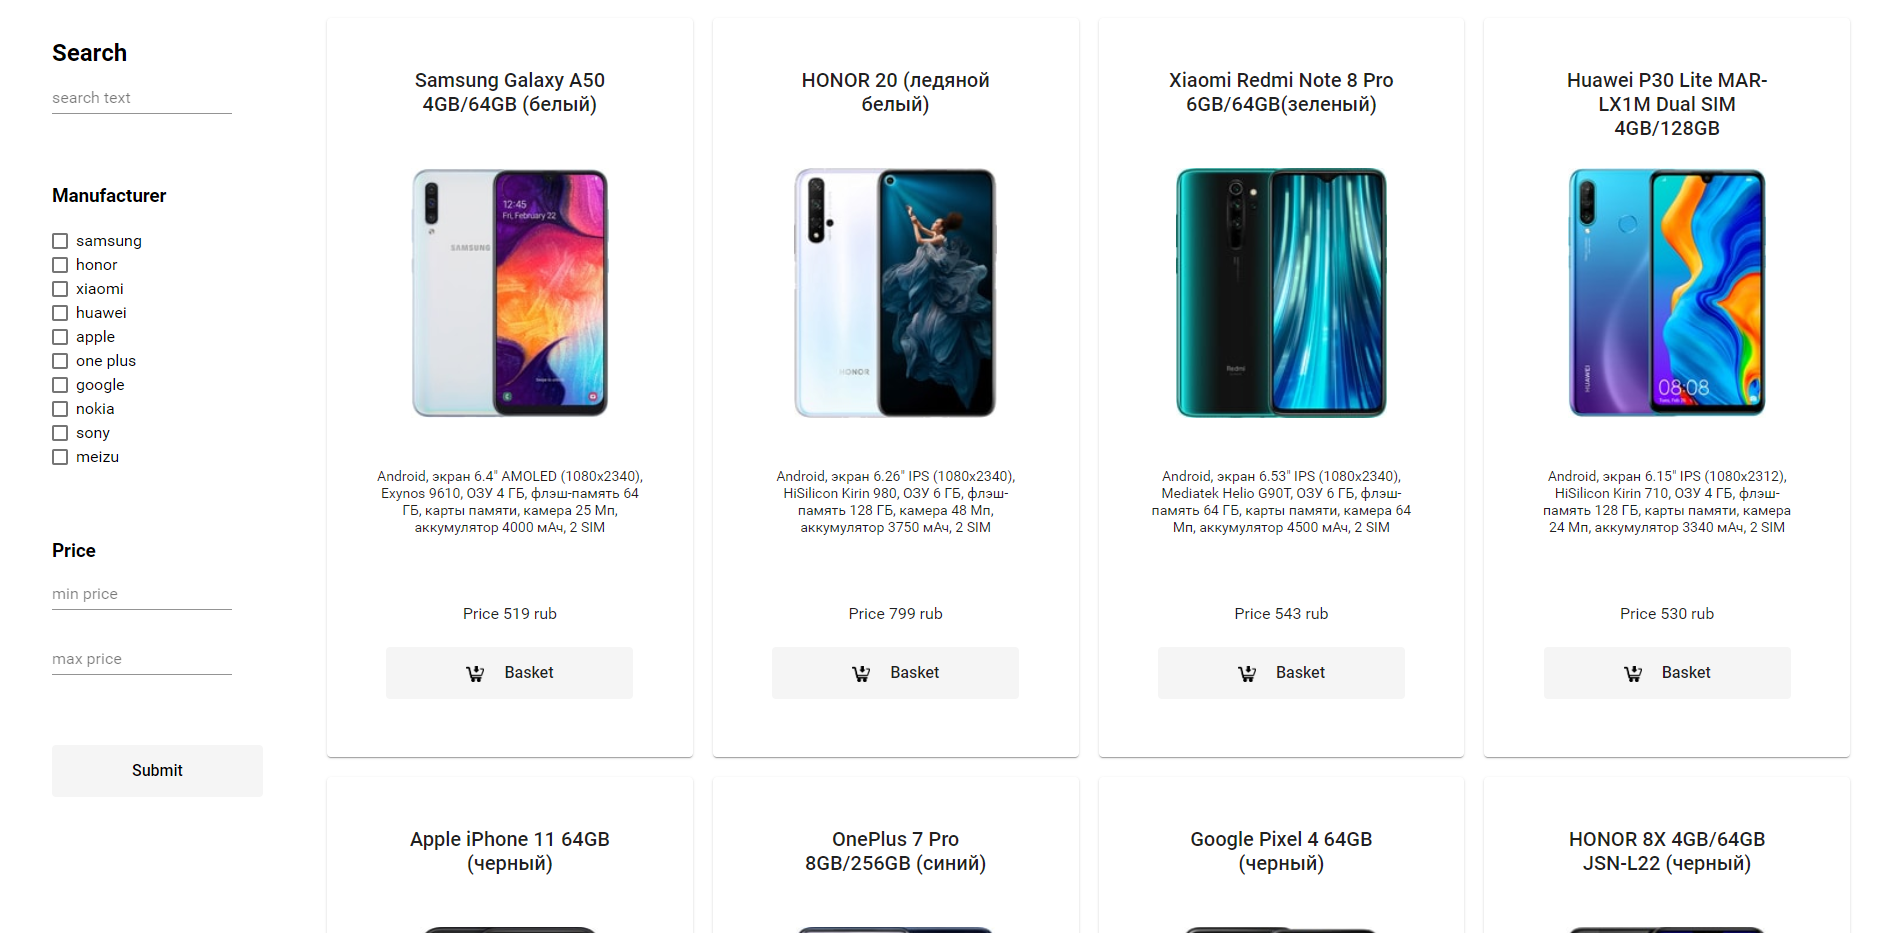 Search
search text
Manufacturer
samsung
honor
xiaomi
huawei
apple
one plus
google
nokia
sony
meizu
Price
min price
max price
Submit
Samsung Galaxy A50
4GB/64GB (белый)
12:45
Fri, February 22
SAMSUNG
Android, экран 6.4" AMOLED (1080x2340),
Exynos 9610, ОЗУ 4 ГБ, флэш-память 64
ГБ, карты памяти, камера 25 Мп,
аккумулятор 4000 мАч, 2 SIM
Price 519 rub
Basket
HONOR 20 (ледяной
белый)
HONOR
Android, экран 6.26" IPS (1080x2340),
HiSilicon Kirin 980, ОЗУ 6 ГБ, флэш-
память 128 ГБ, камера 48 Мп,
аккумулятор 3750 мАч, 2 SIM
Price 799 rub
Basket
Xiaomi Redmi Note 8 Pro
6GB/64GB(зеленый)
Redmi
Android, экран 6.53" IPS (1080x2340),
Mediatek Helio G90T, ОЗУ 6 ГБ, флэш-
память 64 ГБ, карты памяти, камера 64
Мп, аккумулятор 4500 мАч, 2 SIM
Price 543 rub
Basket
Huawei P30 Lite MAR-
LX1M Dual SIM
4GB/128GB
HUAWEI
08:08
Android, экран 6.15" IPS (1080x2312),
HiSilicon Kirin 710, ОЗУ 4 ГБ, флэш-
память 128 ГБ, карты памяти, камера
24 Мп, аккумулятор 3340 мАч, 2 SIM
Price 530 rub
Basket
Apple iPhone 11 64GB
(черный)
OnePlus 7 Pro
8GB/256GB (синий)
Google Pixel 4 64GB
(черный)
HONOR 8X 4GB/64GB
JSN-L22 (черный)